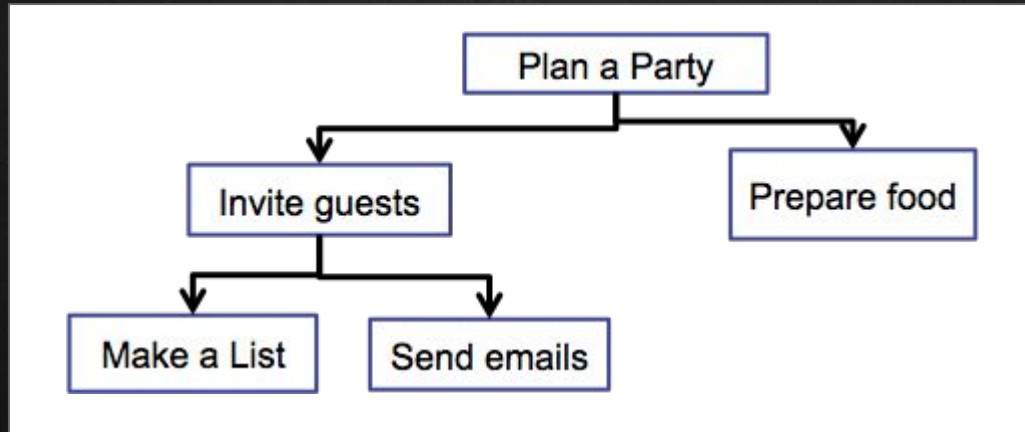 Plan a Party
Invite guests
Prepare food
Make a List
Send emails